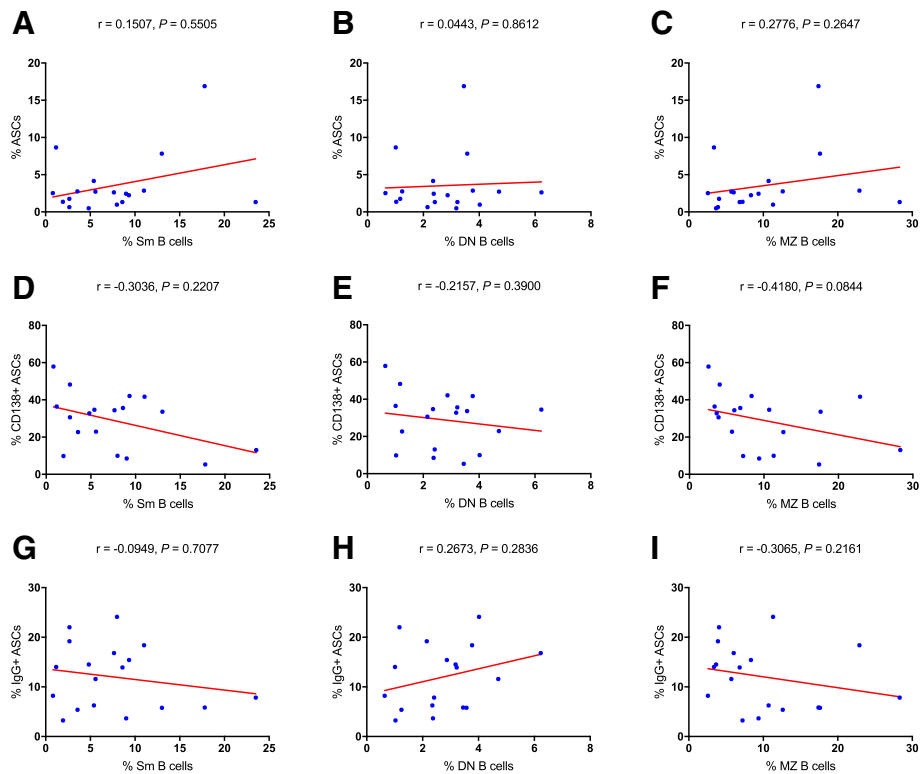 A r = 0.1507, P = 0.5505
B r = 0.0443, P = 0.8612
C r = 0.2776, P = 0.2647
% ASCs
20
15
10
5
0
0 5 10 15 20 25
% Sm B cells
% ASCs
20
15
10
5
0
0 2 4 6 8
% DN B cells
% ASCs
20
15
10
5
0
0 10 20 30
% MZ B cells
D r = -0.3036, P = 0.2207
E r = -0.2157, P = 0.3900
F r = -0.4180, P = 0.0844
% CD138+ ASCs
80
60
40
20
0
0 5 10 15 20 25
% Sm B cells
% CD138+ ASCs
80
60
40
20
0
0 2 4 6 8
% DN B cells
% CD138+ ASCs
80
60
40
20
0
0 10 20 30
% MZ B cells
G r = -0.0949, P = 0.7077
H r = 0.2673, P = 0.2836
I r = -0.3065, P = 0.2161
% IgG+ ASCs
30
20
10
0
0 5 10 15 20 25
% Sm B cells
% IgG+ ASCs
30
20
10
0
0 2 4 6 8
% DN B cells
% IgG+ ASCs
30
20
10
0
0 10 20 30
% MZ B cells